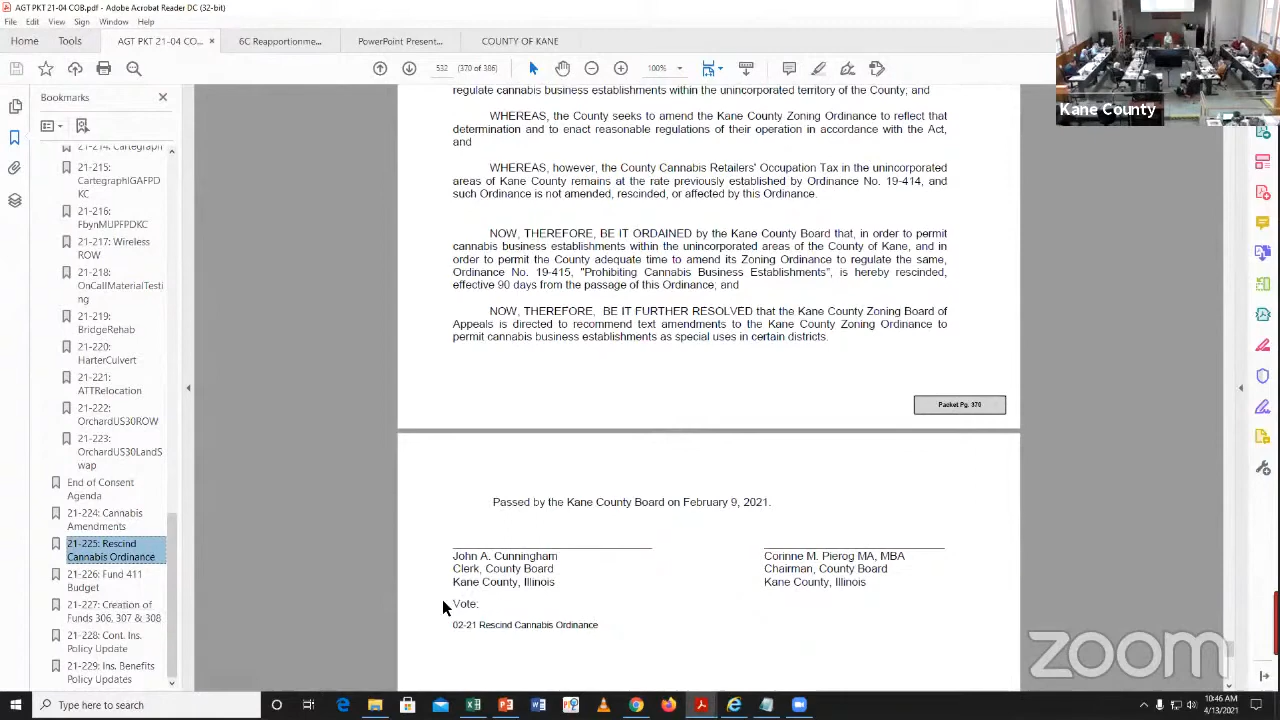 AGT PKT 21-04 COB.pdf - Adobe Acrobat Reader DC (32-bit)
File Edit View Sign Window Help
Home Tools AGT PKT 21-04 CO... × 6C Reapportionme... PowerPoint Present... COUNTY OF KANE
532 (370 of 386) 100%
Bookmarks
21-215:
CartegraphIGAFPD
KC
21-216:
FbynMUPFPDKC
21-217: Wireless
ROW
21-218:
OnCallMaterialTesti
ng
21-219:
BridgeRehab
21-220:
HarterCulvert
21-221:
ATTRelocation
21-222:
OrchardUS30ROW
21-223:
OrchardUS30LandS
wap
End of Consent
Agenda
21-224: Cannabis
Amendments
21-225: Rescind
Cannabis Ordinance
21-226: Fund 411
Budget
21-227: Creation of
Funds 306, 307 & 308
21-228: Cont. Ins.
Policy Update
21-229: Ins. Benefits
Policy Updates
regulate cannabis business establishments within the unincorporated territory of the County; and
WHEREAS, the County seeks to amend the Kane County Zoning Ordinance to reflect that
determination and to enact reasonable regulations of their operation in accordance with the Act,
and
WHEREAS, however, the County Cannabis Retailers' Occupation Tax in the unincorporated
areas of Kane County remains at the rate previously established by Ordinance No. 19-414, and
such Ordinance is not amended, rescinded, or affected by this Ordinance.
NOW, THEREFORE, BE IT ORDAINED by the Kane County Board that, in order to permit
cannabis business establishments within the unincorporated areas of the County of Kane, and in
order to permit the County adequate time to amend its Zoning Ordinance to regulate the same,
Ordinance No. 19-415, "Prohibiting Cannabis Business Establishments", is hereby rescinded,
effective 90 days from the passage of this Ordinance, and
NOW, THEREFORE, BE IT FURTHER RESOLVED that the Kane County Zoning Board of
Appeals is directed to recommend text amendments to the Kane County Zoning Ordinance to
permit cannabis business establishments as special uses in certain districts.
Packet Pg. 370
Passed by the Kane County Board on February 9, 2021.
John A. Cunningham
Clerk, County Board
Kane County, Illinois
Corinne M. Pierog MA, MBA
Chairman, County Board
Kane County, Illinois
Vote:
02-21 Rescind Cannabis Ordinance
Kane County
zoom
Type here to search
10:46 AM
4/13/2021